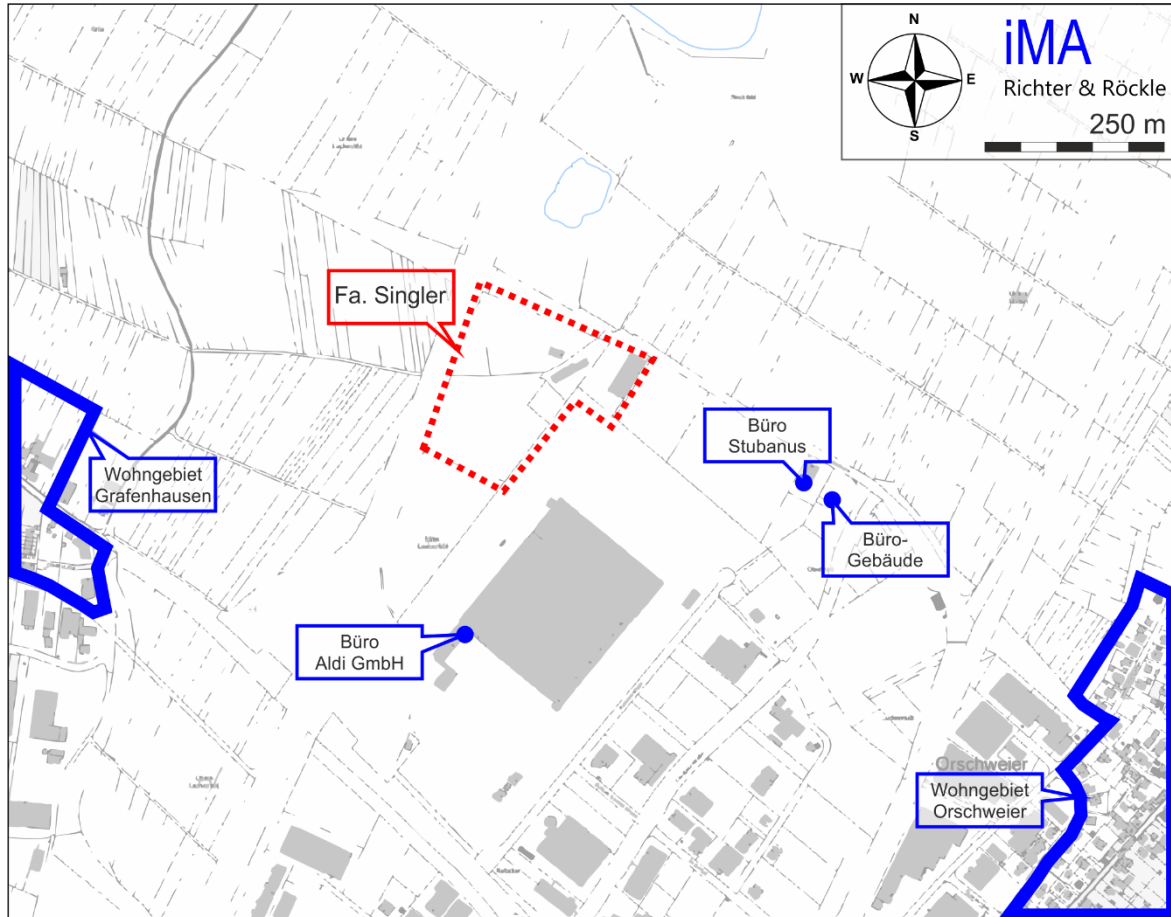 N
W
E
S
iMA
Richter & Röckle
250 m
Fa. Singler
Büro
Stubanus
Wohngebiet
Grafenhausen
Büro-
Gebäude
Büro
Aldi GmbH
Orschweier
Wohngebiet
Orschweier